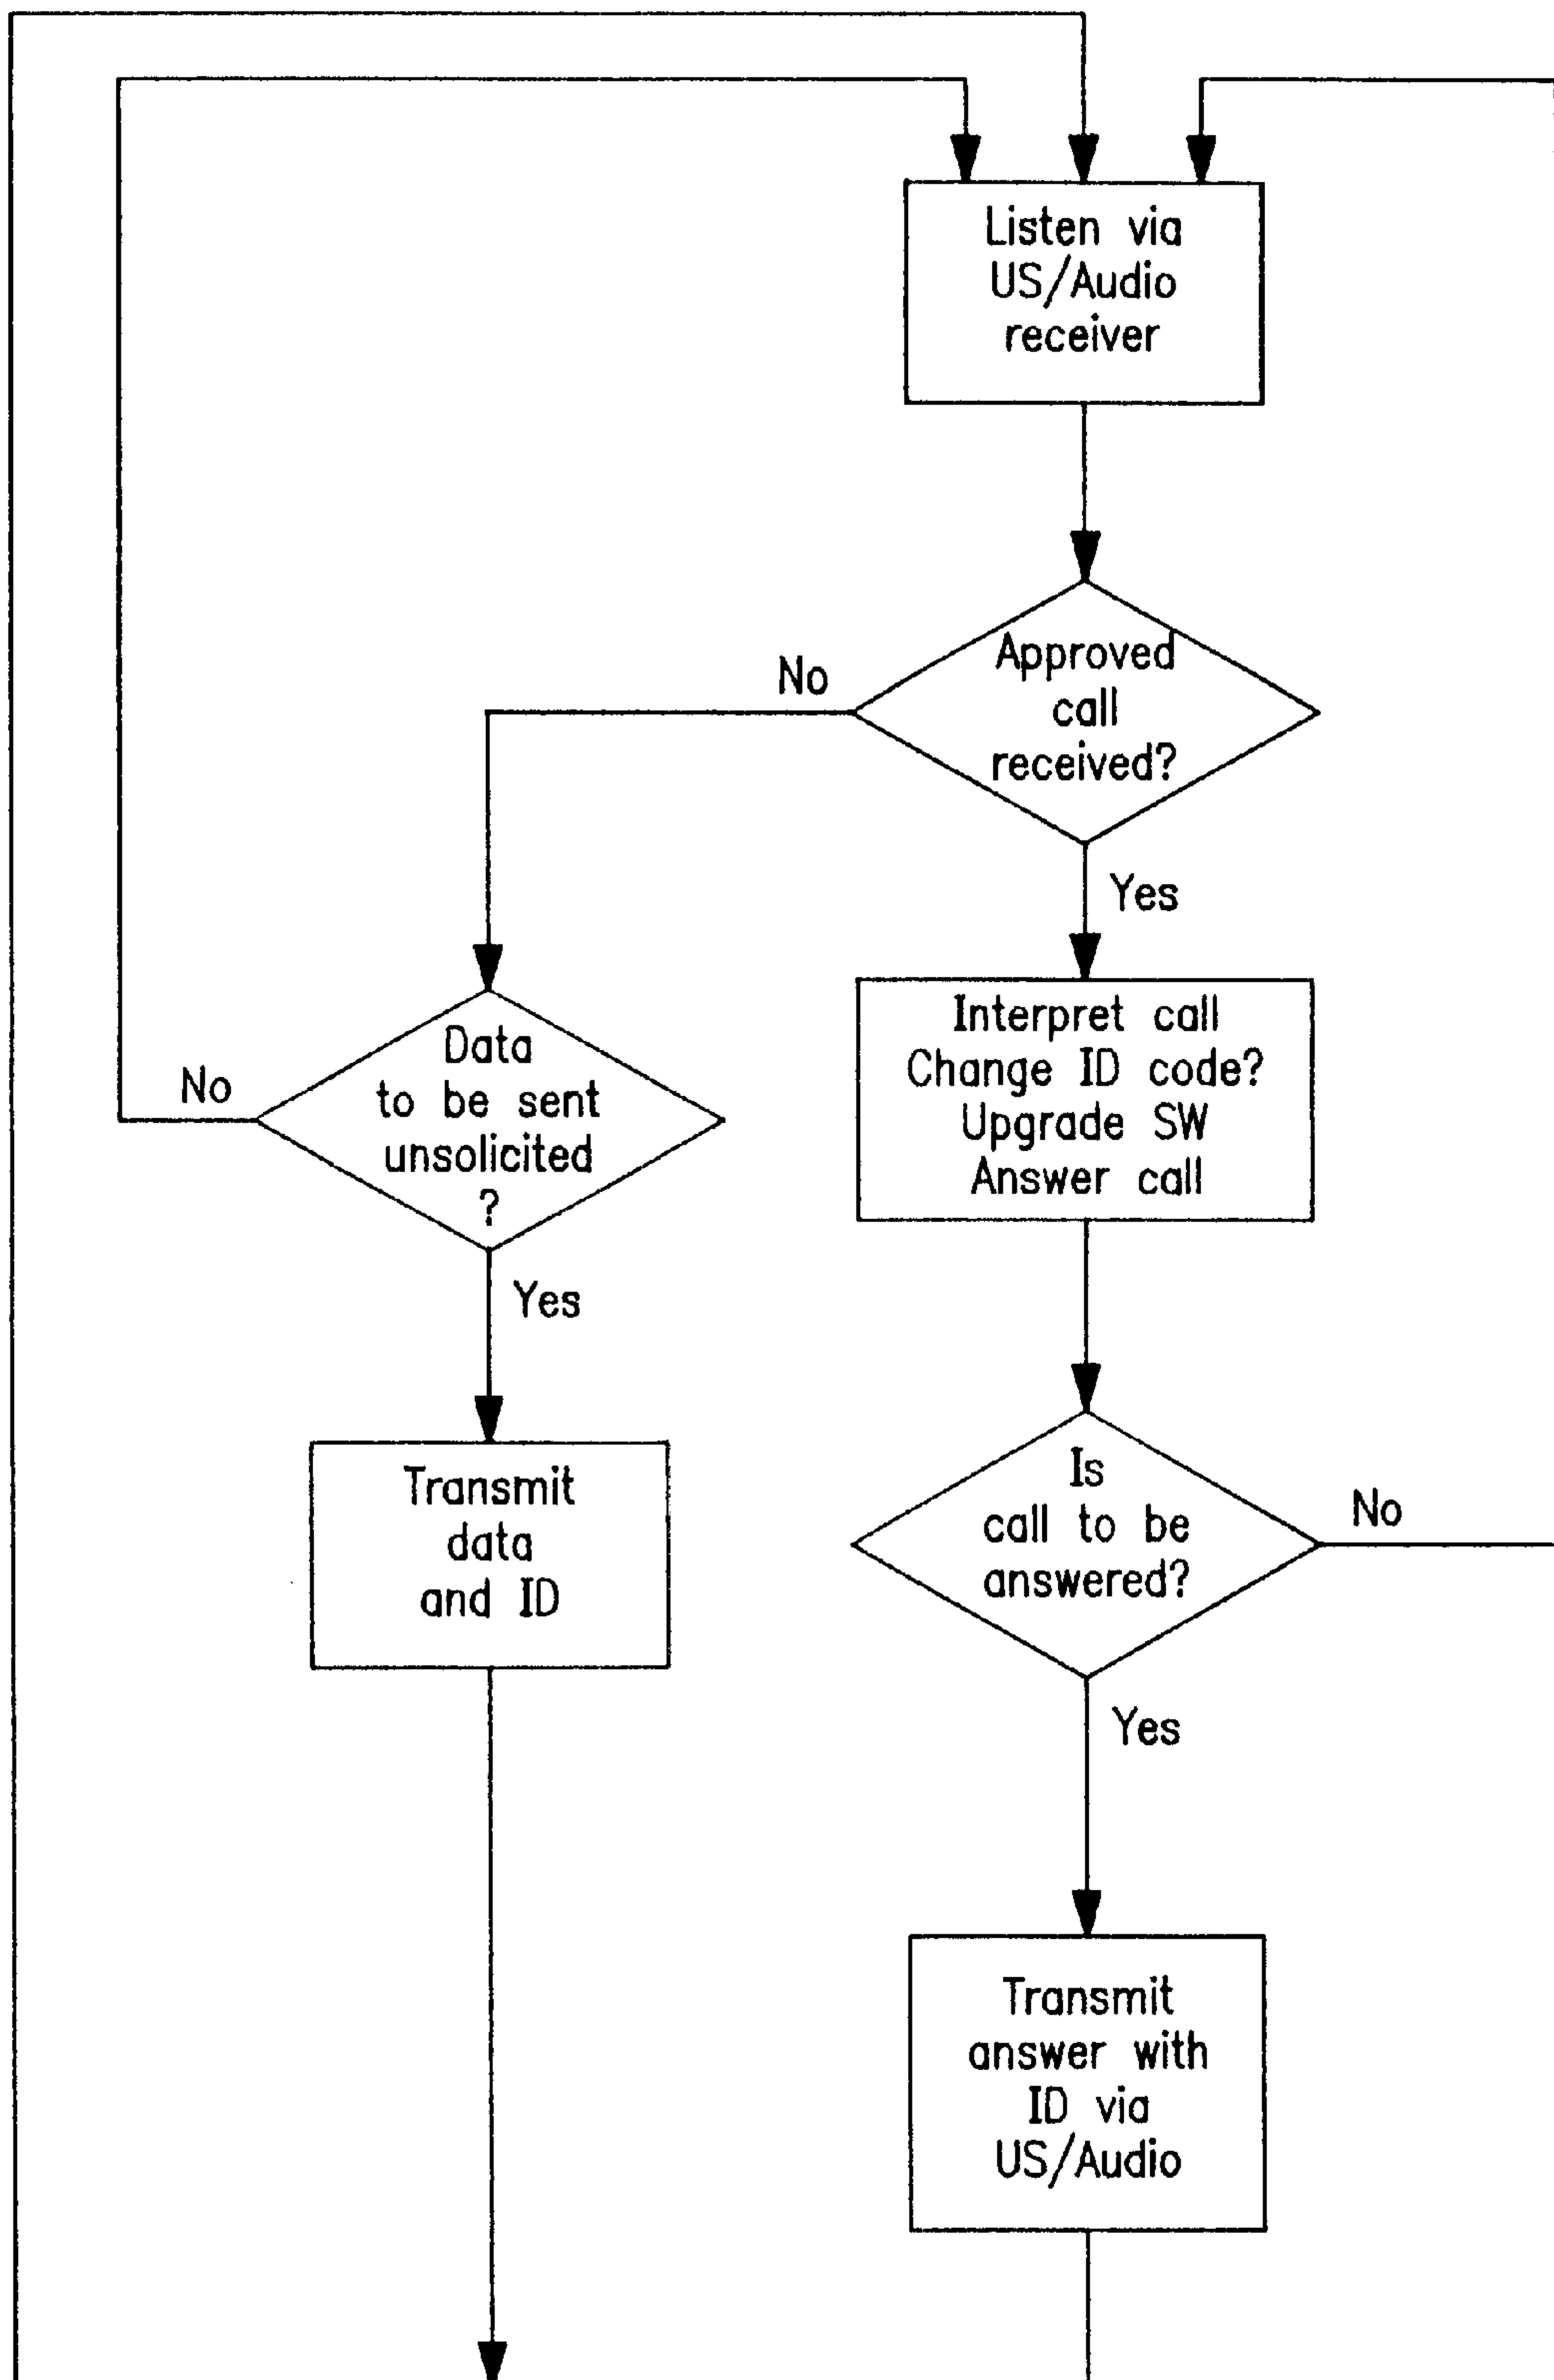 Listen via
US/Audio
receiver
Approved
call
received?
No
Yes
Data
to be sent
unsolicited
?
No
Yes
Interpret call
Change ID code?
Upgrade SW
Answer call
Transmit
data
and ID
Is
call to be
answered?
No
Yes
Transmit
answer with
ID via
US/Audio